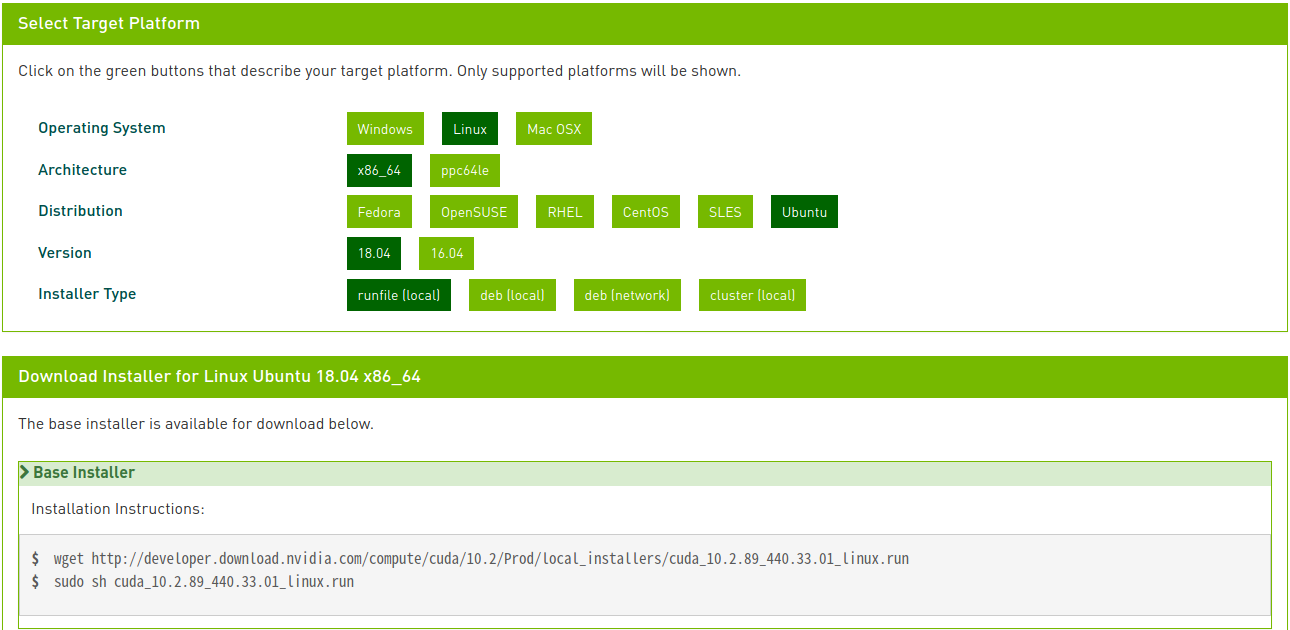 Select Target Platform
Click on the green buttons that describe your target platform. Only supported platforms will be shown.
Operating System Windows Linux Mac OSX
Architecture x86_64 ppc64le
Distribution Fedora OpenSUSE RHEL CentOS SLES Ubuntu
Version 18.04 16.04
Installer Type runfile (local) deb (local) deb (network) cluster (local)
Download Installer for Linux Ubuntu 18.04 x86_64
The base installer is available for download below.
Base Installer
Installation Instructions:
$ wget http://developer.download.nvidia.com/compute/cuda/10.2/Prod/local_installers/cuda_10.2.89_440.33.01_linux.run
$ sudo sh cuda_10.2.89_440.33.01_linux.run